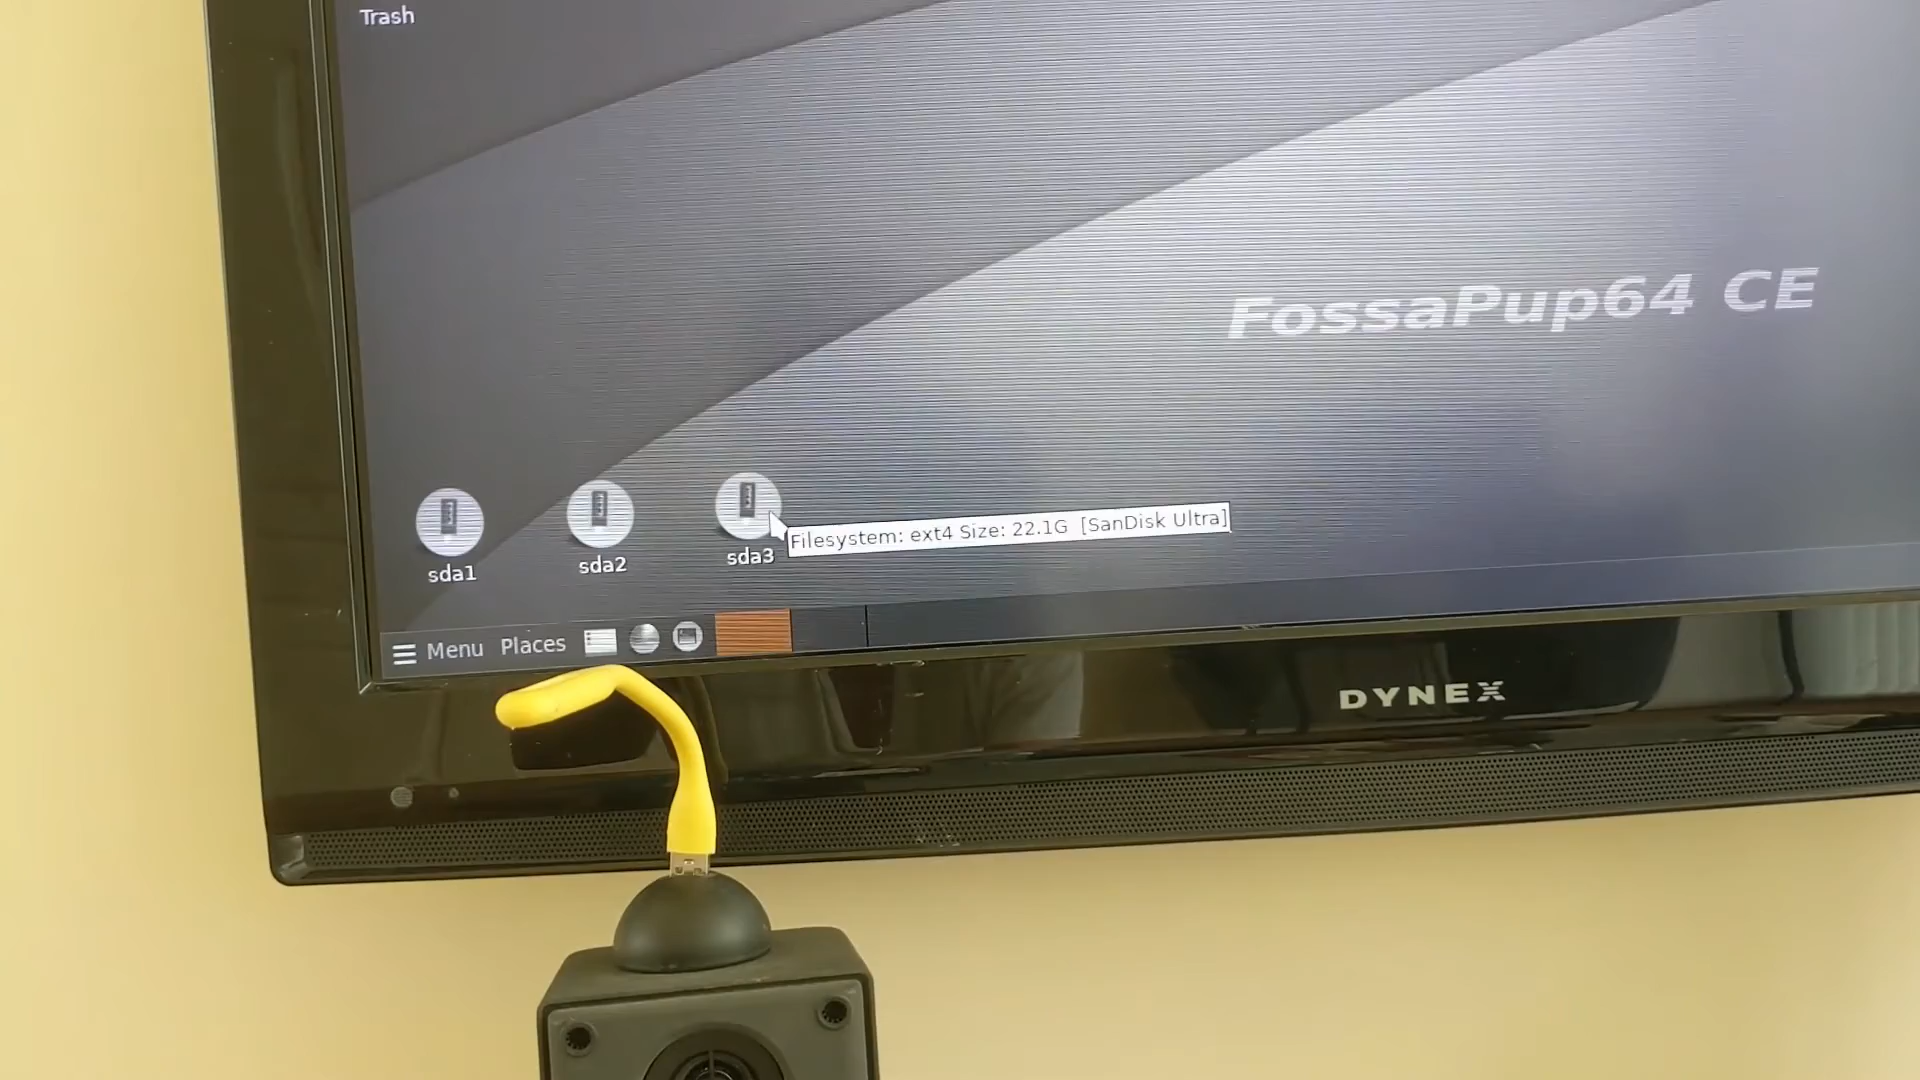 Trash
FossaPup64 CE
sda1
sda2
sda3
Filesystem: ext4 Size: 22.1G [SanDisk Ultra]
Menu Places
DYNEX